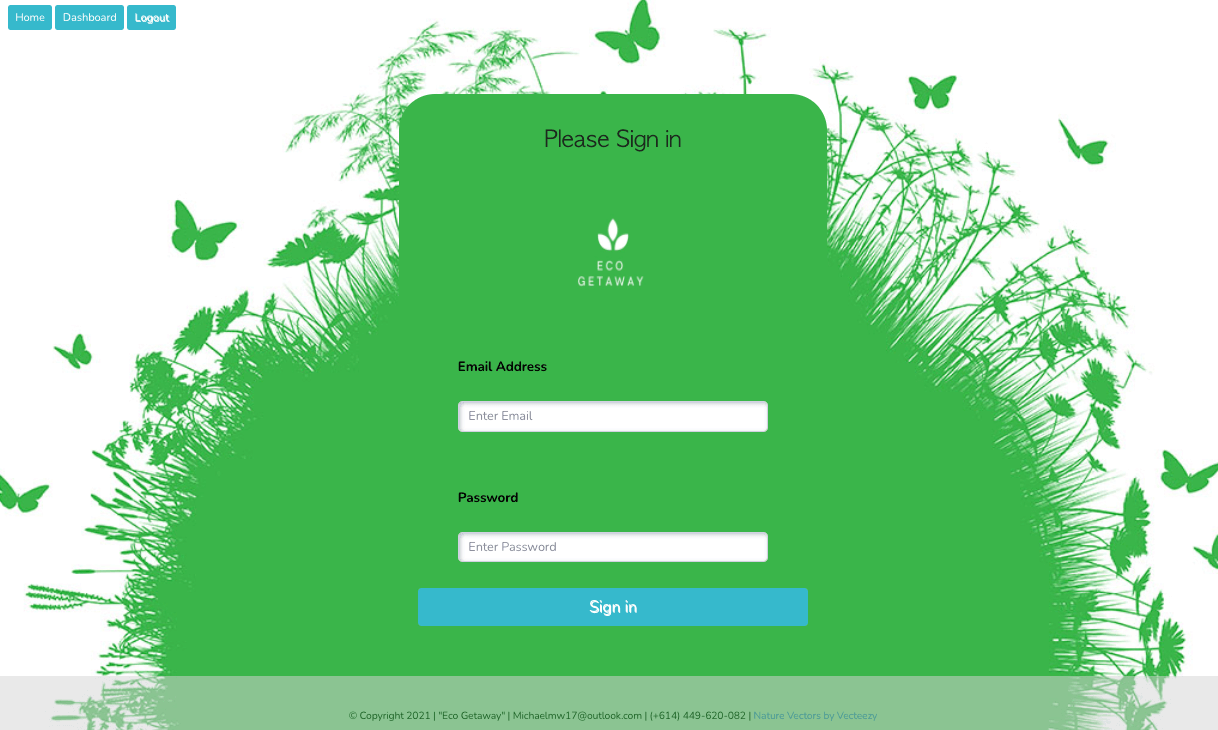 Home Dashboard Logout
Please Sign in
ECO
GETAWAY
Email Address
Enter Email
Password
Enter Password
Sign in
© Copyright 2021 | "Eco Getaway" | Michaelmw17@outlook.com | (+614) 449-620-082 | Nature Vectors by Vecteezy